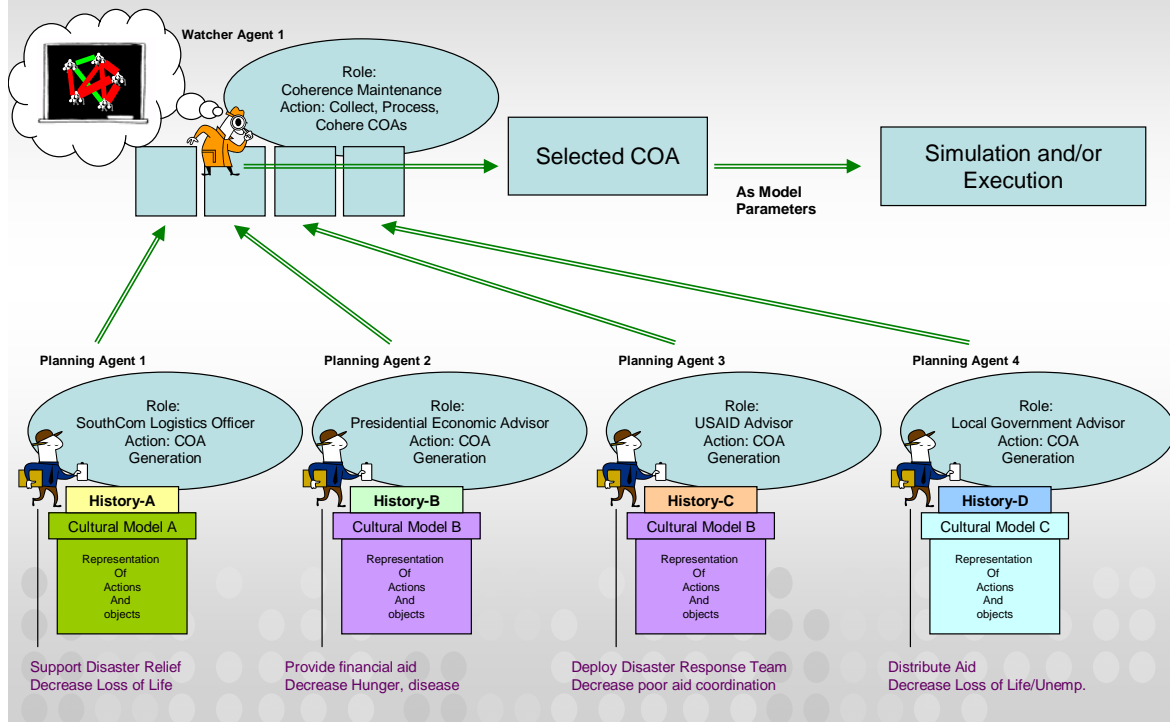 Watcher Agent 1
Role:
Coherence Maintenance
Action: Collect, Process,
Cohere COAs
Selected COA
As Model
Parameters
Simulation and/or
Execution
Planning Agent 1
Role:
SouthCom Logistics Officer
Action: COA
Generation
History-A
Cultural Model A
Representation
Of
Actions
And
objects
Support Disaster Relief
Decrease Loss of Life
Planning Agent 2
Role:
Presidential Economic Advisor
Action: COA
Generation
History-B
Cultural Model B
Representation
Of
Actions
And
objects
Provide financial aid
Decrease Hunger, disease
Planning Agent 3
Role:
USAID Advisor
Action: COA
Generation
History-C
Cultural Model B
Representation
Of
Actions
And
objects
Deploy Disaster Response Team
Decrease poor aid coordination
Planning Agent 4
Role:
Local Government Advisor
Action: COA
Generation
History-D
Cultural Model C
Representation
Of
Actions
And
objects
Distribute Aid
Decrease Loss of Life/Unemp.